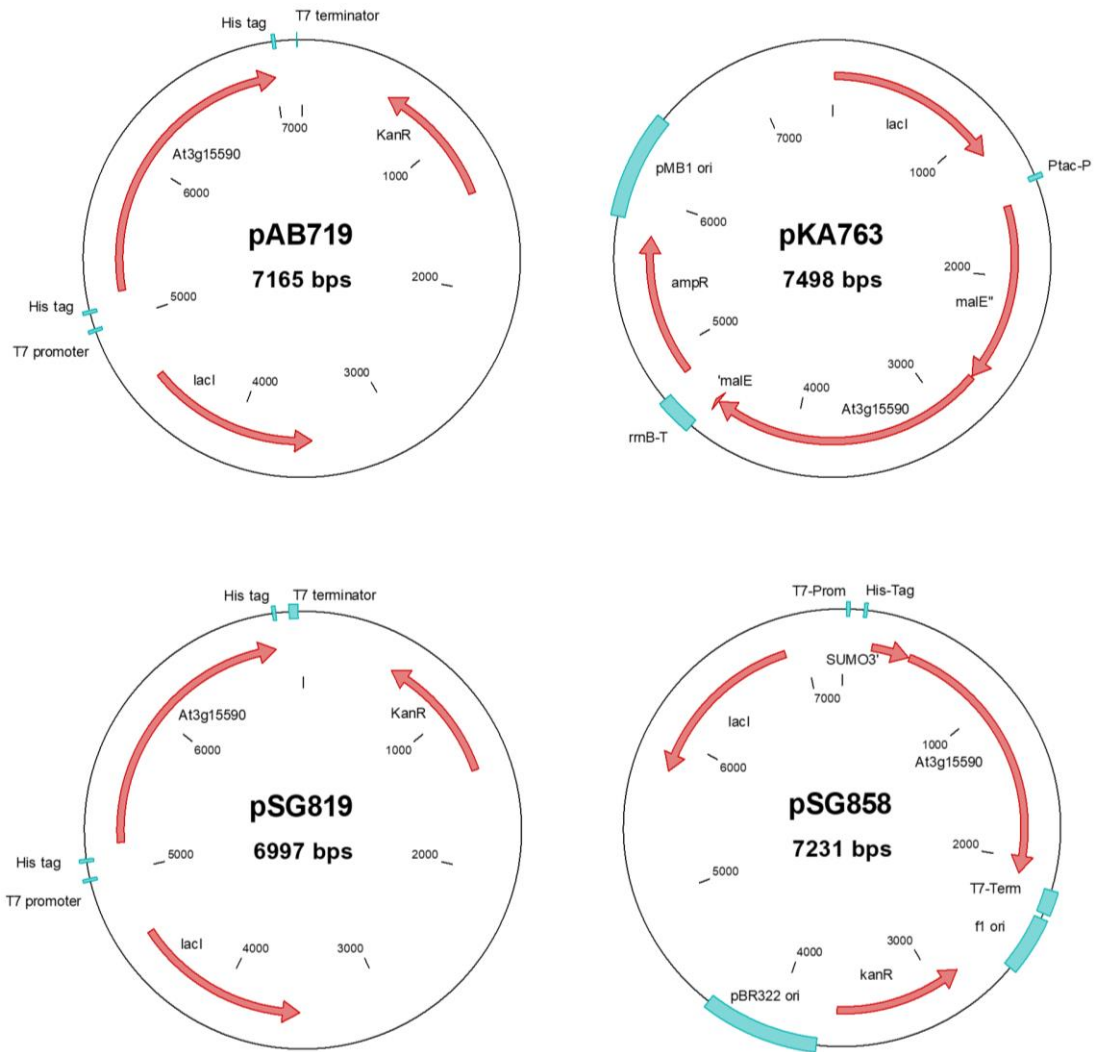 His tag
T7 terminator
7000
KanR
At3g15590
1000
6000
pAB719
7165 bps
2000
5000
His tag
T7 promoter
lacI
4000
3000
lacI
7000
1000
Ptac-P
pMB1 ori
6000
pKA763
7498 bps
2000
ampR
malE"
5000
3000
'malE
4000
At3g15590
rrnB-T
His tag
T7 terminator
KanR
At3g15590
1000
6000
pSG819
6997 bps
5000
2000
His tag
T7 promoter
lacI
4000
3000
T7-Prom
His-Tag
SUMO3'
7000
lacI
1000
6000
At3g15590
pSG858
7231 bps
2000
5000
T7-Term
f1 ori
3000
4000
kanR
pBR322 ori